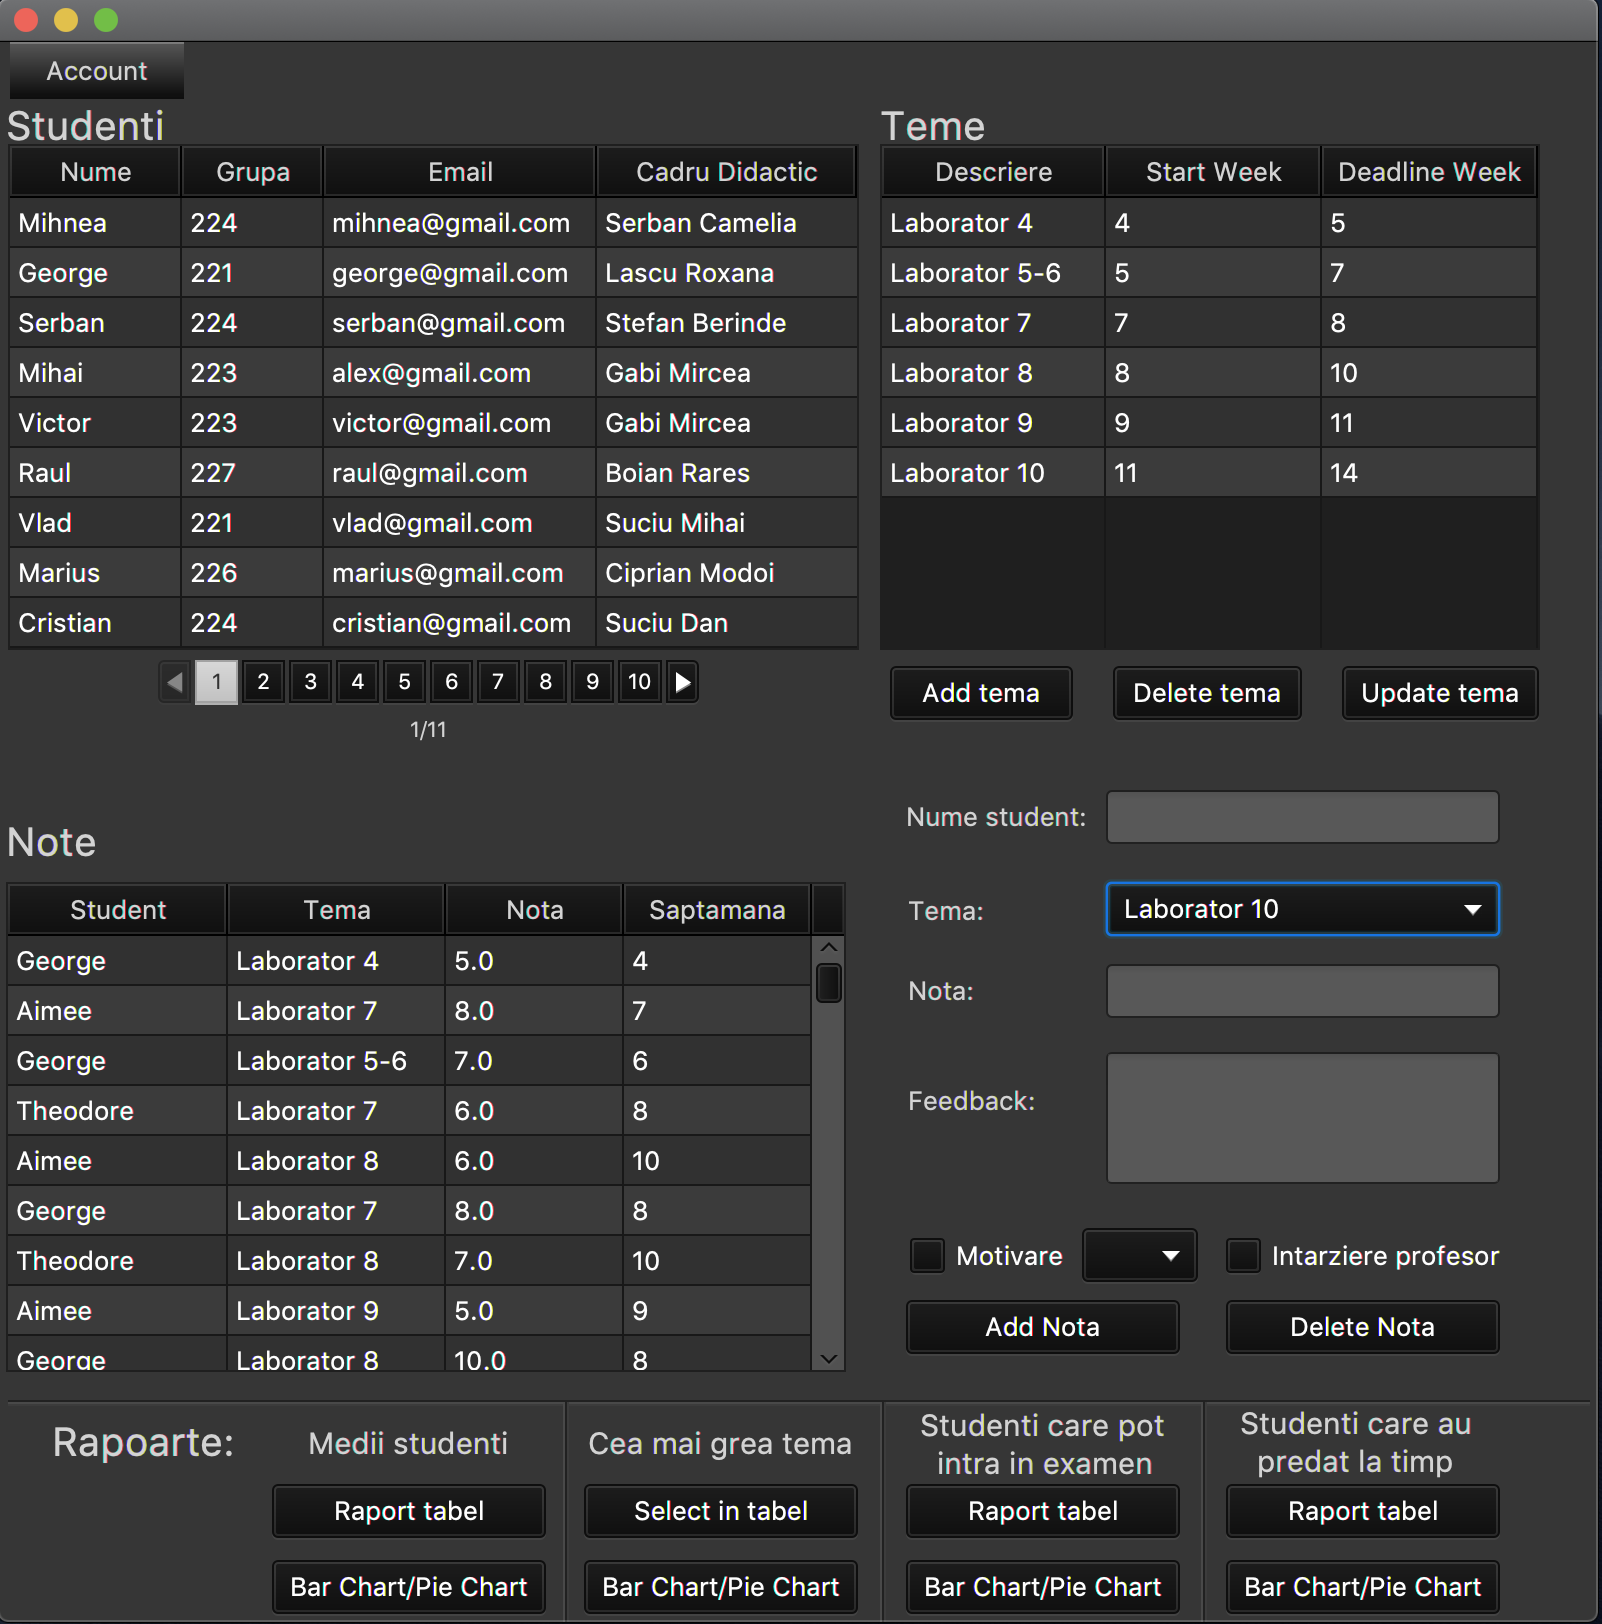 Account
Studenti
Nume Grupa Email Cadru Didactic
Mihnea 224 mihnea@gmail.com Serban Camelia
George 221 george@gmail.com Lascu Roxana
Serban 224 serban@gmail.com Stefan Berinde
Mihai 223 alex@gmail.com Gabi Mircea
Victor 223 victor@gmail.com Gabi Mircea
Raul 227 raul@gmail.com Boian Rares
Vlad 221 vlad@gmail.com Suciu Mihai
Marius 226 marius@gmail.com Ciprian Modoi
Cristian 224 cristian@gmail.com Suciu Dan
1 2 3 4 5 6 7 8 9 10
1/11
Teme
Descriere Start Week Deadline Week
Laborator 4 4 5
Laborator 5-6 5 7
Laborator 7 7 8
Laborator 8 8 10
Laborator 9 9 11
Laborator 10 11 14
Add tema Delete tema Update tema
Note
Student Tema Nota Saptamana
George Laborator 4 5.0 4
Aimee Laborator 7 8.0 7
George Laborator 5-6 7.0 6
Theodore Laborator 7 6.0 8
Aimee Laborator 8 6.0 10
George Laborator 7 8.0 8
Theodore Laborator 8 7.0 10
Aimee Laborator 9 5.0 9
George Laborator 8 10.0 8
Nume student:
Tema: Laborator 10
Nota:
Feedback:
Motivare Intarziere profesor
Add Nota Delete Nota
Rapoarte:
Medii studenti
Raport tabel
Bar Chart/Pie Chart
Cea mai grea tema
Select in tabel
Bar Chart/Pie Chart
Studenti care pot
intra in examen
Raport tabel
Bar Chart/Pie Chart
Studenti care au
predat la timp
Raport tabel
Bar Chart/Pie Chart